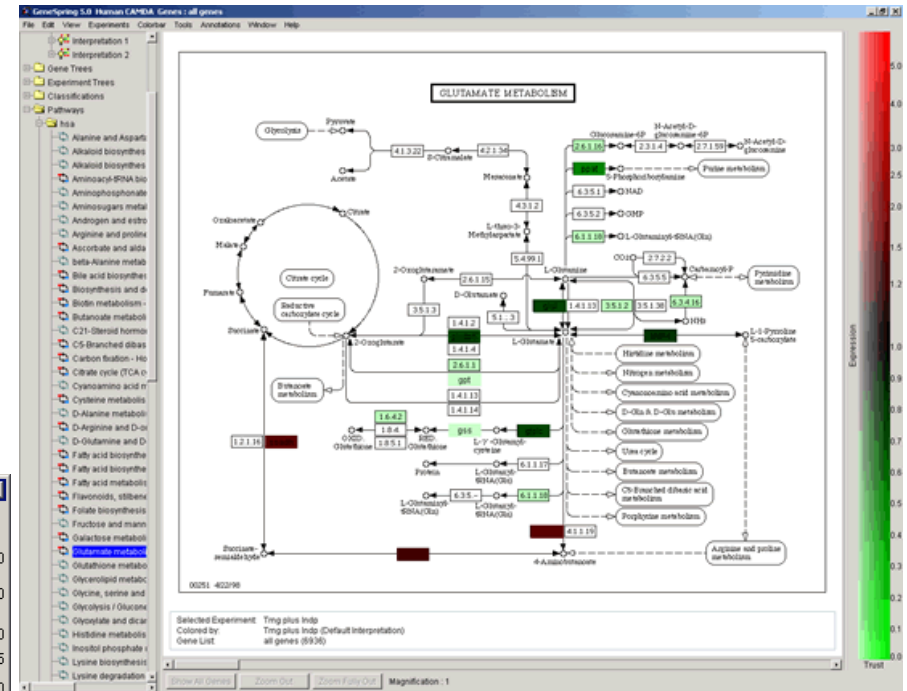 GeneSpring 5.0 Human CAMDA Genes : all genes
File Edit View Experiments Colorbar Tools Annotations Window Help
Interpretation 1
Interpretation 2
Gene Trees
Experiment Trees
Classifications
Pathways
hsa
Alanine and Asparta
Alkaloid biosynthes
Alkaloid biosynthes
Aminoacyl-tRNA bio
Aminophosphonate
Aminosugars metal
Androgen and estro
Arginine and proline
Ascorbate and alda
beta-Alanine metab
Bile acid biosynthes
Biosynthesis and d
Biotin metabolism -
Butanoate metaboli
C21-Steroid hormo
C5-Branched dibas
Carbon fixation - Ho
Citrate cycle (TCA c
Cyanoamino acid m
Cysteine metabolis
D-Alanine metaboli
D-Arginine and D-o
D-Glutamine and D
Fatty acid biosynthe
Fatty acid biosynthe
Fatty acid metabolis
Flavonoids, stilbene
Folate biosynthesis
Fructose and mann
Galactose metaboli
Glutamate metaboli
Glutathione metabo
Glycerolipid metabo
Glycine, serine and
Glycolysis / Glucone
Glyoxylate and dicar
Histidine metabolis
Inositol phosphate
Lysine biosynthesis
Lysine degradation
GLUTAMATE METABOLISM
Glycolysis
Pyruvate
Acetate
4.1.3.22
S-Citramalate
4.2.1.34
Mesaconate
4.3.1.2
L-threo-3-
Methylaspartate
5.4.99.1
2.6.1.16
Glucosamine-6P
2.3.1.4
N-Acetyl-D-
glucosamine-6P
2.7.1.59
N-Acetyl-D-
glucosamine
5-Phosphoribosylamine
Purine metabolism
6.3.5.1
NAD
6.3.5.2
GMP
6.1.1.18
L-Glutaminyl-tRNA(Gln)
CO2
2.7.2.2
6.3.5.5
Carbamoyl-P
Pyrimidine
metabolism
6.3.4.16
NH3
Oxaloacetate
Citrate
Malate
Fumarate
Succinate
Citrate cycle
Reductive
carboxylate cycle
2-Oxoglutarate
2-Oxoglutaramate
2.6.1.15
L-Glutamine
3.5.1.3
D-Glutamate
5.1.1.3
1.4.1.13
3.5.1.2
3.5.1.38
1.4.1.2
1.4.1.4
2.6.1.1
gpt
1.4.1.13
1.4.1.14
L-Glutamate
L-1-Pyrroline
5-carboxylate
Butanoate
metabolism
Histidine metabolism
Nitrogen metabolism
Cyanoamino acid metabolism
D-Gln & D-Glu metabolism
Glutathione metabolism
Urea cycle
Butanoate metabolism
C5-Branched dibasic acid
metabolism
Porphyrine metabolism
1.6.4.2
1.8.4.
1.8.5.1
OXID.
Glutathione
RED.
Glutathione
gss
L-γ-Glutamyl-
cysteine
1.2.1.16
Protein
L-Glutamyl-
tRNA(Glu)
6.1.1.17
L-Glutaminyl-
tRNA(Gln)
6.3.5.-
L-Glutamyl-
tRNA(Gln)
6.1.1.18
4.1.1.19
Succinate-
semialdehyde
4-Aminobutanoate
Arginine and proline
metabolism
00251 4/22/98
Selected Experiment: Trng plus Indp
Colored by: Trng plus Indp (Default Interpretation)
Gene List: all genes (6936)
Show All Genes
Zoom Out
Zoom Fully Out
Magnification : 1
5.0
4.0
3.0
2.5
2.0
1.5
1.2
1.0
0.9
0.8
0.7
0.6
0.5
0.4
0.3
0.2
0.1
0.0
Expression
Trust